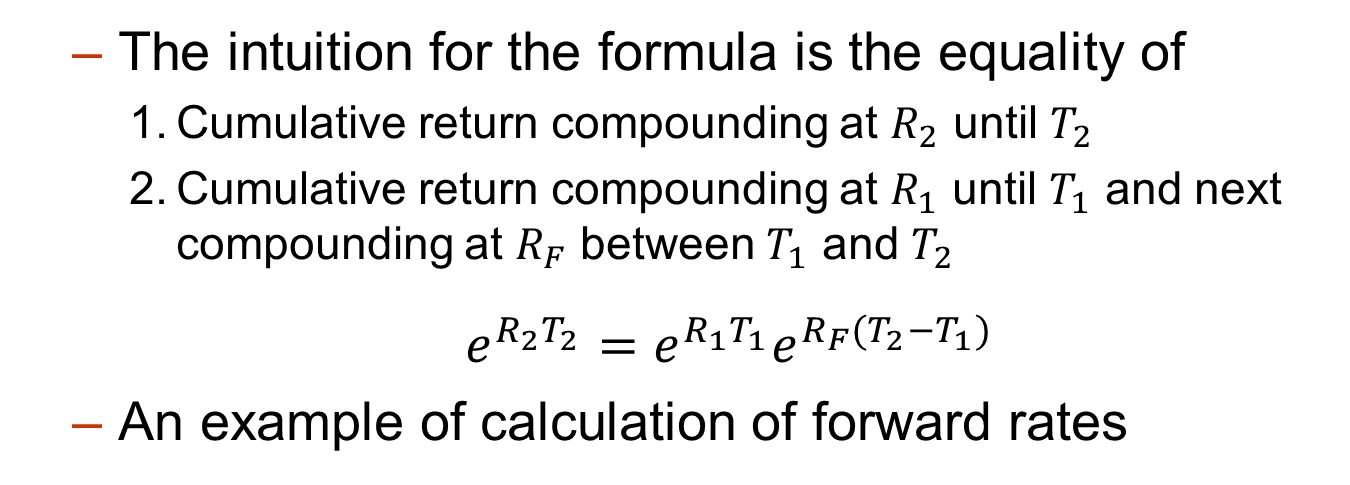 – The intuition for the formula is the equality of
1. Cumulative return compounding at R₂ until T₂
2. Cumulative return compounding at R₁ until T₁ and next
compounding at R_F between T₁ and T₂
e^{R₂T₂} = e^{R₁T₁}e^{R_F(T₂−T₁)}
– An example of calculation of forward rates